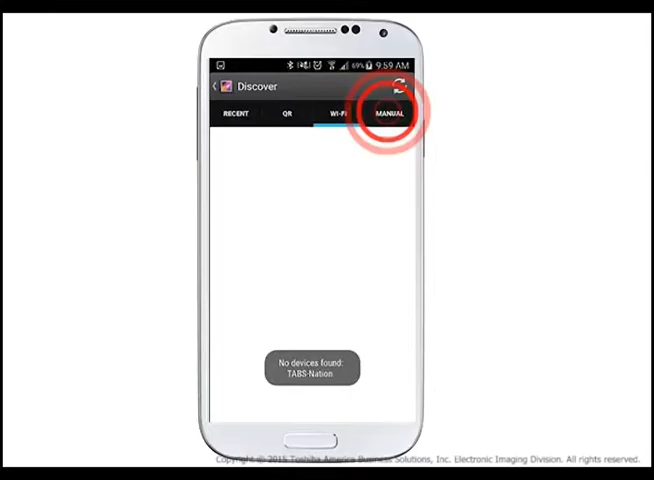 69% 9:59 AM
Discover
RECENT QR WI-FI MANUAL
No devices found:
TABS-Nation
Copyright © 2015 Toshiba America Business Solutions, Inc. Electronic Imaging Division. All rights reserved.